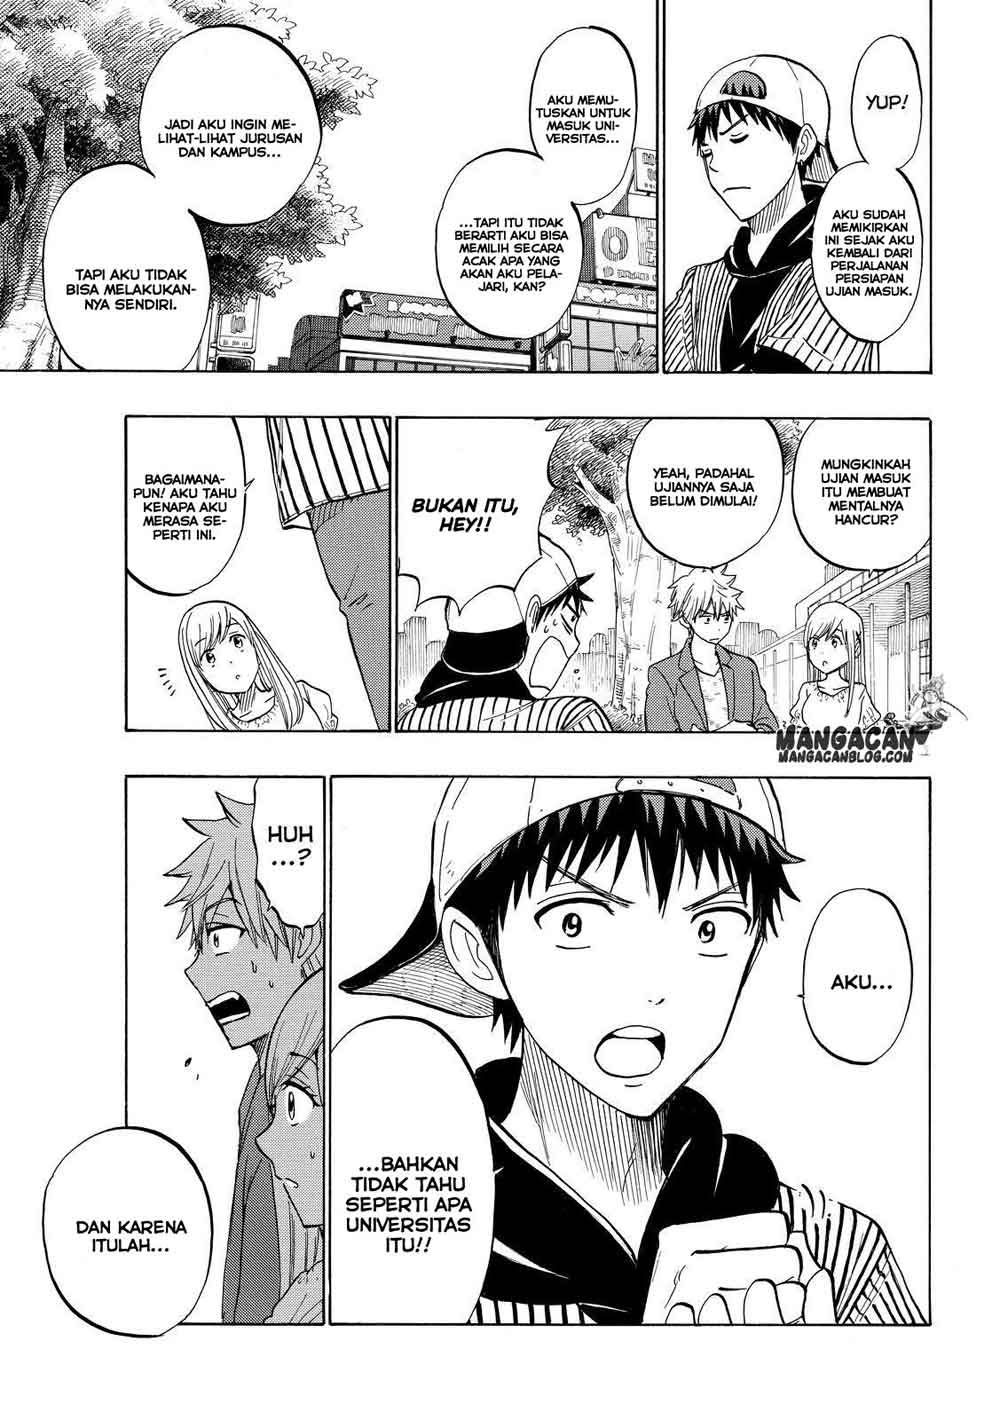 YUP!
AKU SUDAH
MEMIKIRKAN
INI SEJAK AKU
KEMBALI DARI
PERJALANAN
PERSIAPAN
UJIAN MASUK.
AKU MEMU-
TUSKAN UNTUK
MASUK UNI-
VERSITAS...
...TAPI ITU TIDAK
BERARTI AKU BISA
MEMILIH SECARA
ACAK APA YANG
AKAN AKU PELA-
JARI, KAN?
JADI AKU INGIN ME-
LIHAT-LIHAT JURUSAN
DAN KAMPUS...
TAPI AKU TIDAK
BISA MELAKUKAN-
NYA SENDIRI.
MUNGKINKAH
UJIAN MASUK
ITU MEMBUAT
MENTALNYA
HANCUR?
YEAH, PADAHAL
UJIANNYA SAJA
BELUM DIMULAI!
BUKAN ITU,
HEY!!
BAGAIMANA-
PUN! AKU TAHU
KENAPA AKU
MERASA SE-
PERTI INI.
MANGACAN
MANGACANBLOG.COM
AKU...
...BAHKAN
TIDAK TAHU
SEPERTI APA
UNIVERSITAS
ITU!!
HUH
...?
DAN KARENA
ITULAH...